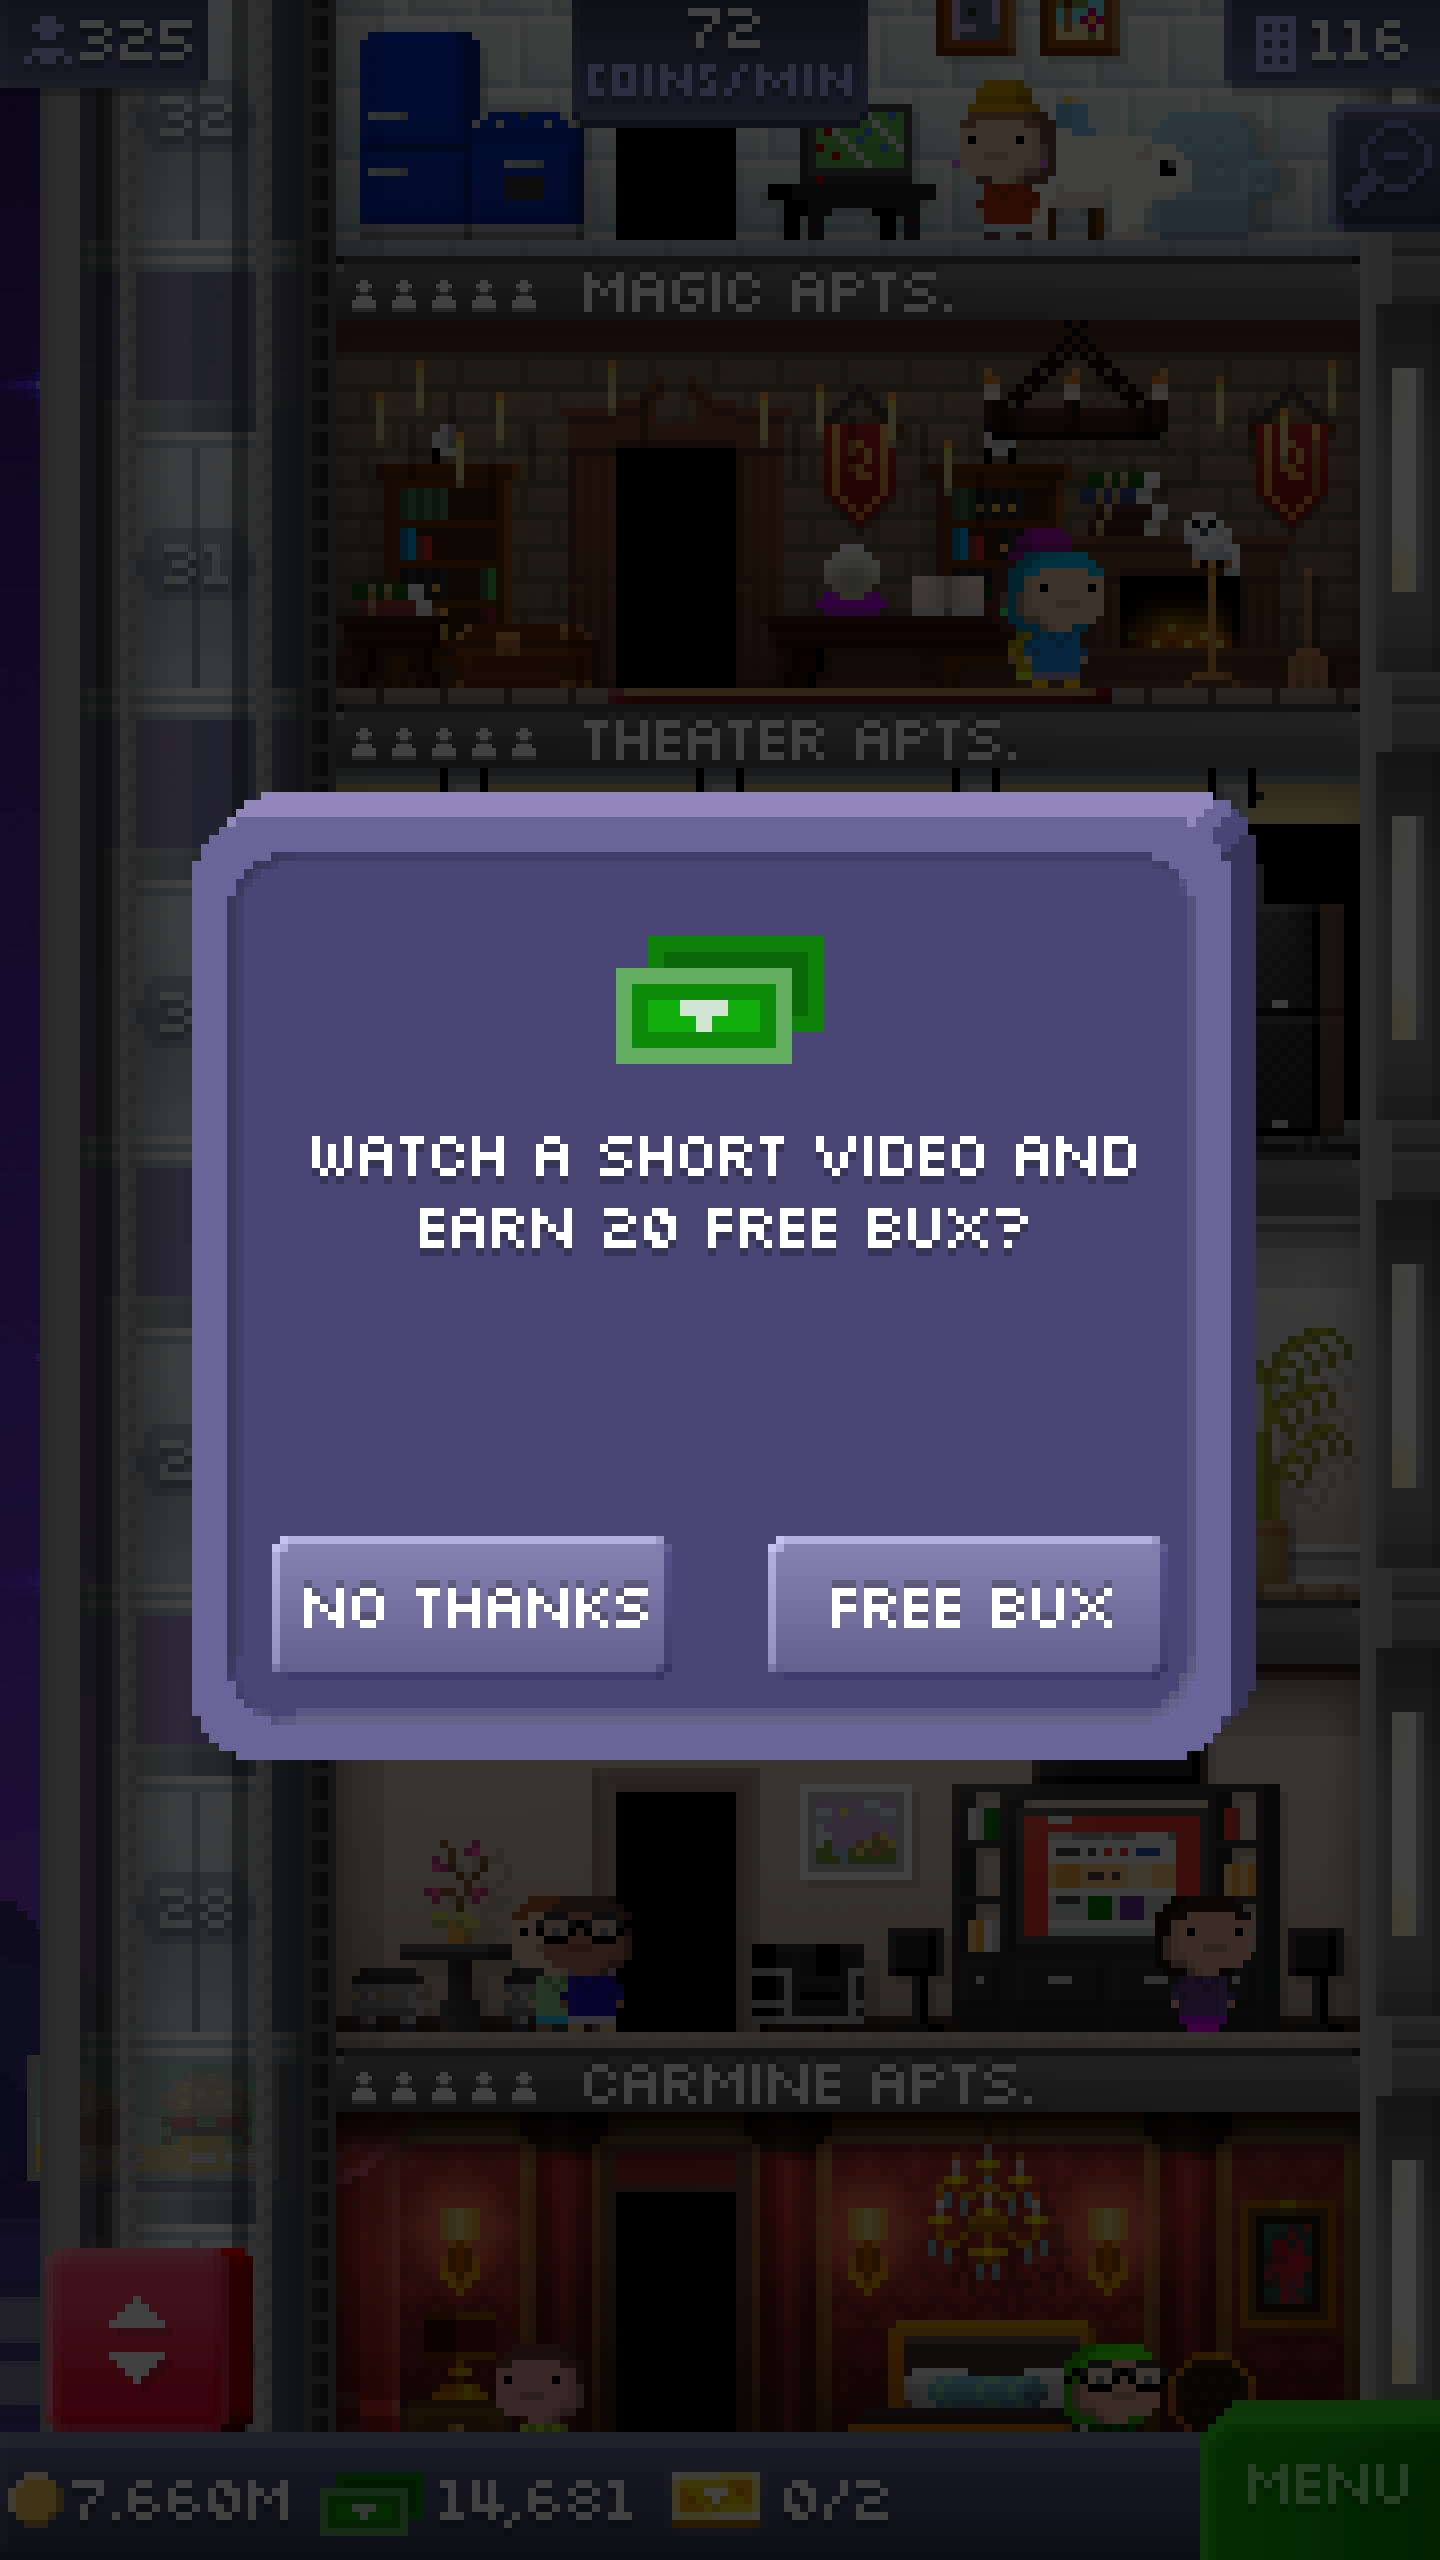 325
72
COINS/MIN
116
32
MAGIC APTS.
31
THEATER APTS.
WATCH A SHORT VIDEO AND
EARN 20 FREE BUX?
NO THANKS
FREE BUX
28
CARMINE APTS.
7.660M
14,681
0/2
MENU